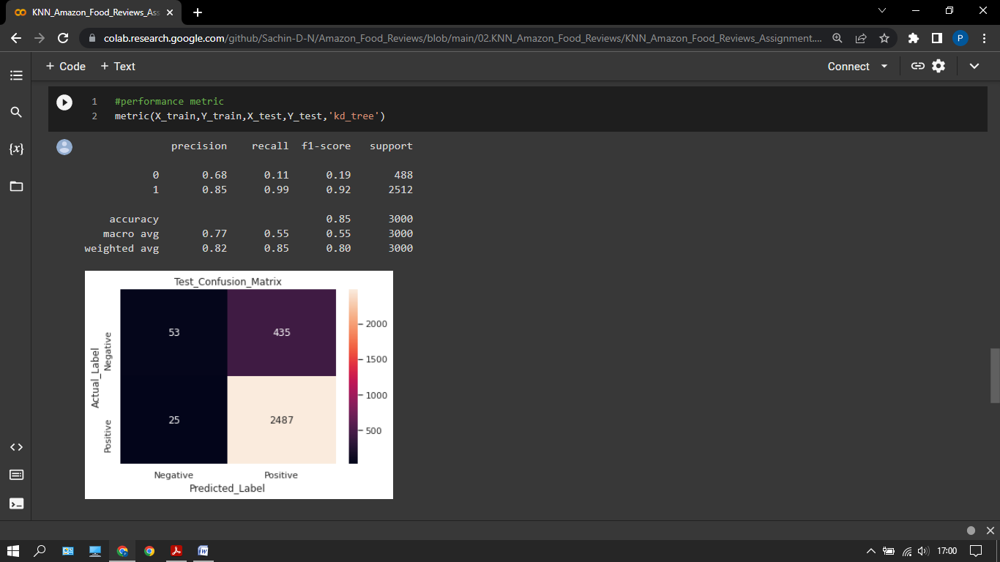 KNN_Amazon_Food_Reviews_Ass
colab.research.google.com/github/Sachin-D-N/Amazon_Food_Reviews/blob/main/02.KNN_Amazon_Food_Reviews/KNN_Amazon_Food_Reviews_Assignment....
P
+ Code + Text
Connect
1 #performance metric
2 metric(X_train,Y_train,X_test,Y_test,'kd_tree')
{x}
precision recall f1-score support
0 0.68 0.11 0.19 488
1 0.85 0.99 0.92 2512
accuracy 0.85 3000
macro avg 0.77 0.55 0.55 3000
weighted avg 0.82 0.85 0.80 3000
Test_Confusion_Matrix
Actual_Label
Negative
Positive
53 435
25 2487
2000
1500
1000
500
Negative Positive
Predicted_Label
17:00